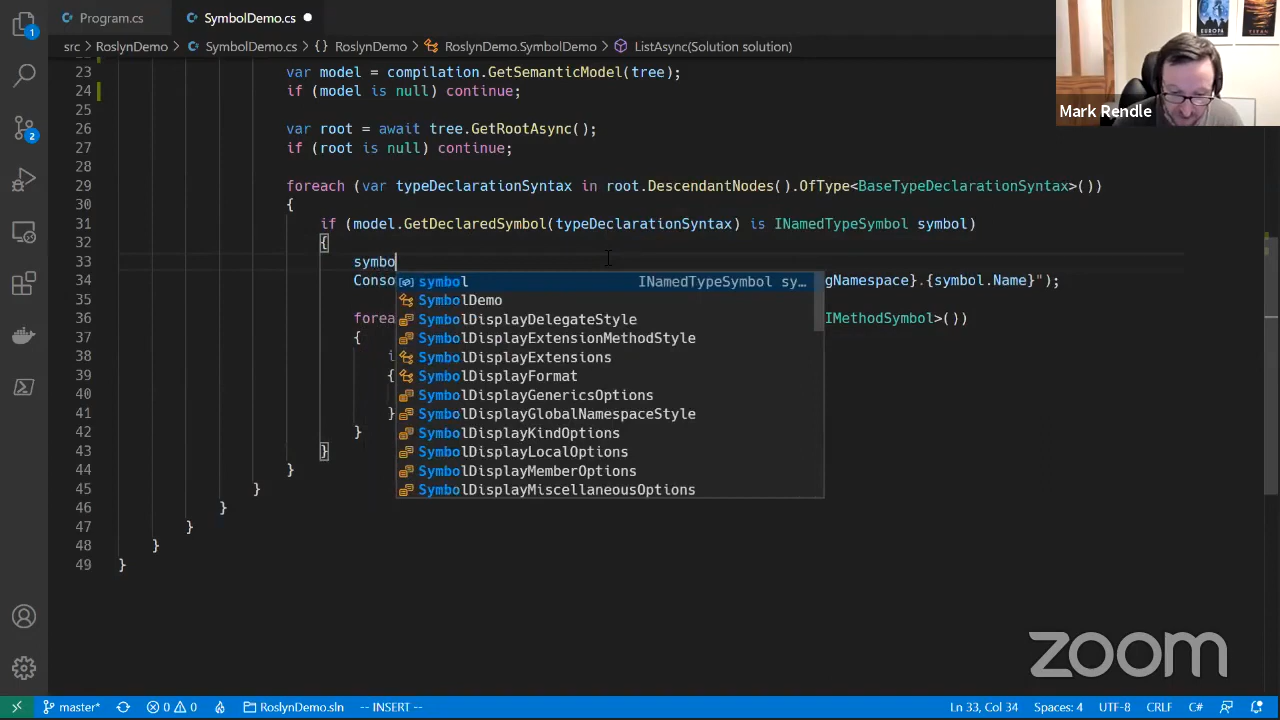 Program.cs
SymbolDemo.cs
1
src
RoslynDemo
SymbolDemo.cs
{} RoslynDemo
RoslynDemo.SymbolDemo
ListAsync(Solution solution)
EUROPA
TITAN
Mark Rendle
23 var model = compilation.GetSemanticModel(tree);
24 if (model is null) continue;
25
26 var root = await tree.GetRootAsync();
27 if (root is null) continue;
28
29 foreach (var typeDeclarationSyntax in root.DescendantNodes().OfType<BaseTypeDeclarationSyntax>())
30 {
31 if (model.GetDeclaredSymbol(typeDeclarationSyntax) is INamedTypeSymbol symbol)
32 {
33 symbo
34 Conso gNamespace}.{symbol.Name}");
symbol INamedTypeSymbol sy…
35
SymbolDemo
36 forea IMethodSymbol>())
SymbolDisplayDelegateStyle
37 {
SymbolDisplayExtensionMethodStyle
38 i
SymbolDisplayExtensions
39 {
SymbolDisplayFormat
40
SymbolDisplayGenericsOptions
41 }
SymbolDisplayGlobalNamespaceStyle
42 }
SymbolDisplayKindOptions
43 }
SymbolDisplayLocalOptions
44 }
SymbolDisplayMemberOptions
45 }
SymbolDisplayMiscellaneousOptions
46 }
47 }
48 }
49 }
2
zoom
master*
0
0
RoslynDemo.sln
-- INSERT --
Ln 33, Col 34
Spaces: 4
UTF-8
CRLF
C#